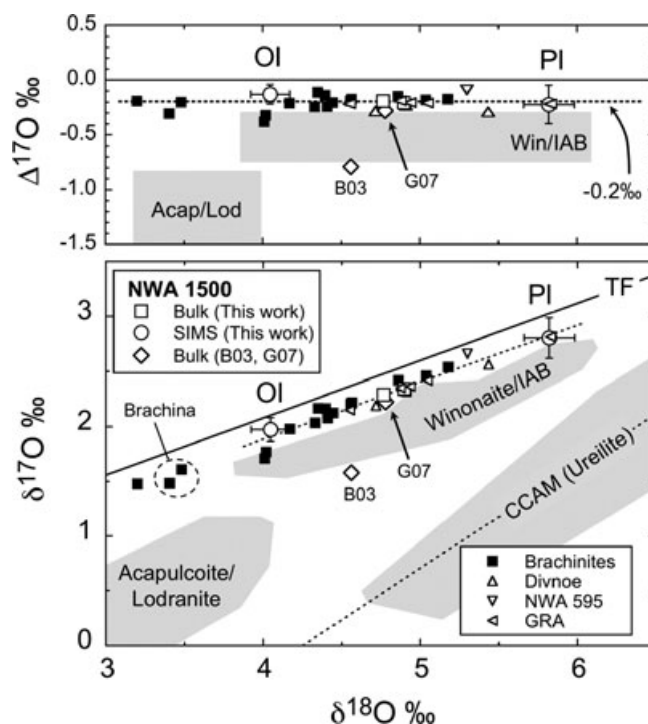 Ol
Pl
0.5
0.0
-0.5
-1.0
-1.5
Δ17O ‰
Win/IAB
B03
G07
-0.2‰
Acap/Lod
NWA 1500
Bulk (This work)
SIMS (This work)
Bulk (B03, G07)
TF
Pl
Ol
Brachina
Winonaite/IAB
G07
B03
CCAM (Ureilite)
Acapulcoite/
Lodranite
Brachinites
Divnoe
NWA 595
GRA
3
2
1
0
δ17O ‰
3 4 5 6
δ18O ‰